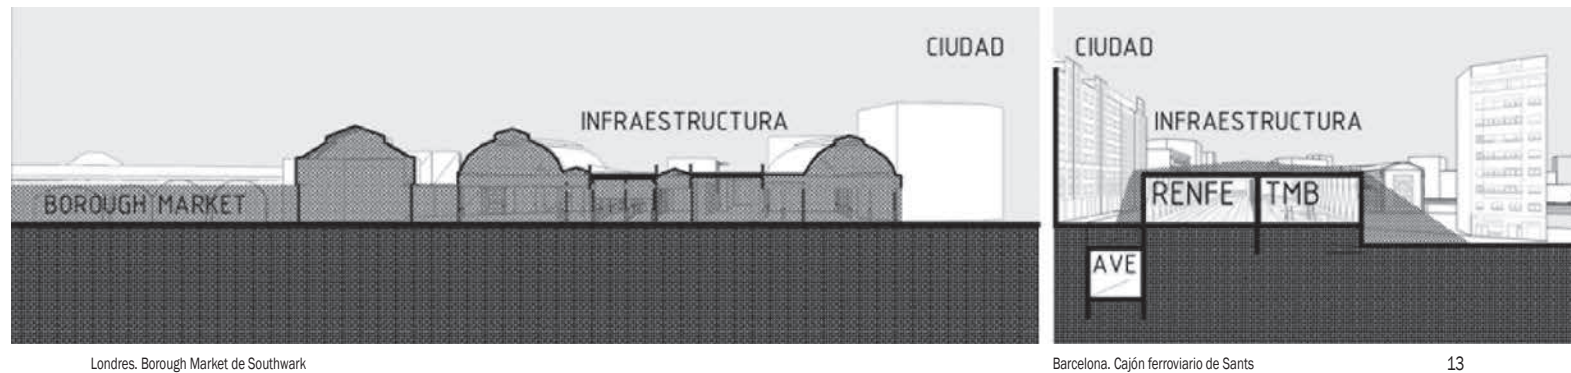 CIUDAD
INFRAESTRUCTURA
BOROUGH MARKET
CIUDAD
INFRAESTRUCTURA
RENFE
TMB
AVE
Londres. Borough Market de Southwark
Barcelona. Cajón ferroviario de Sants
13